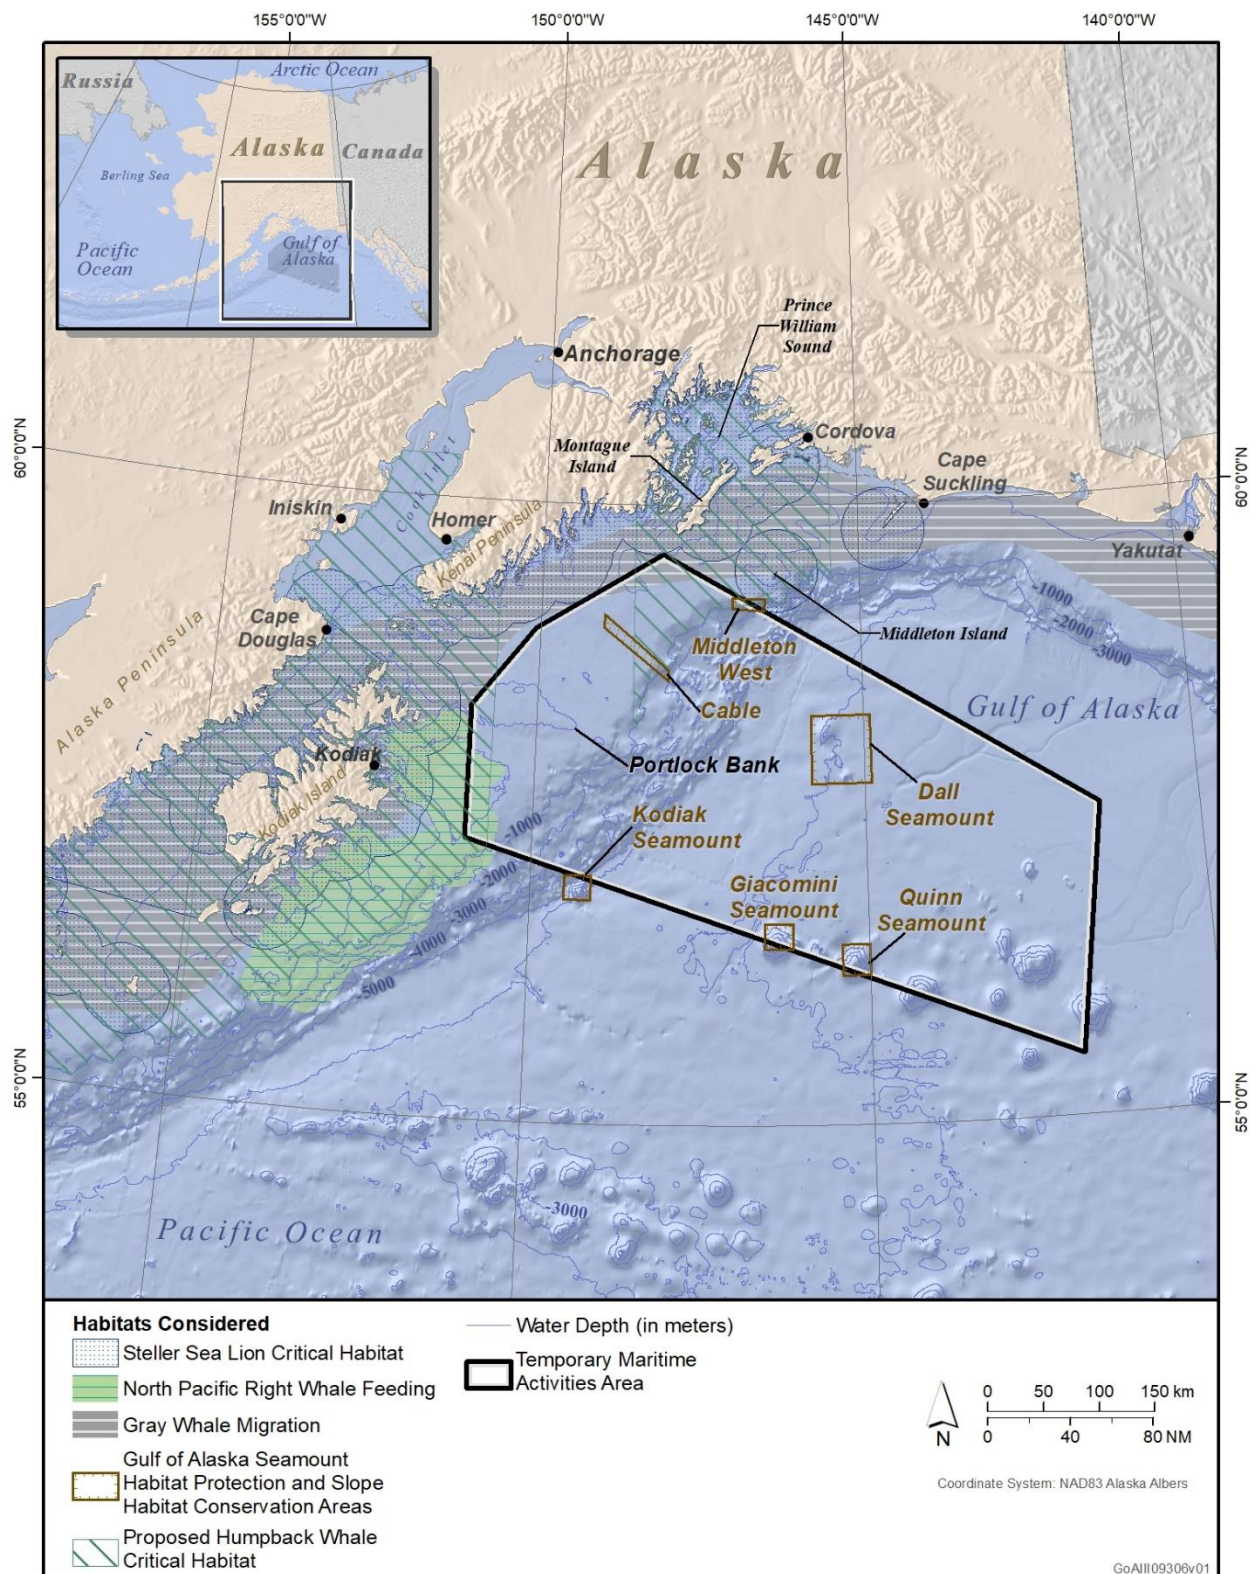 155°0'0"W
150°0'0"W
145°0'0"W
140°0'0"W
Russia
Arctic Ocean
Alaska
Canada
Berling Sea
Pacific
Ocean
Gulf of
Alaska
Alaska
Prince
William
Sound
Anchorage
60°0'0"N
60°0'0"N
Cordova
Montague
Island
Cape
Suckling
Cook Inlet
Iniskin
Homer
Kenai Peninsula
Yakutat
-1000
-2000
-3000
Cape
Douglas
Middleton Island
Middleton
West
Alaska Peninsula
Cable
Gulf of Alaska
Kodiak
Portlock Bank
Kodiak Island
Dall
Seamount
Kodiak
Seamount
-1000
-2000
-3000
-4000
-5000
Giacomini
Seamount
Quinn
Seamount
55°0'0"N
55°0'0"N
-3000
Pacific Ocean
Habitats Considered
Steller Sea Lion Critical Habitat
North Pacific Right Whale Feeding
Gray Whale Migration
Gulf of Alaska Seamount
Habitat Protection and Slope
Habitat Conservation Areas
Proposed Humpback Whale
Critical Habitat
Water Depth (in meters)
Temporary Maritime
Activities Area
N
0 50 100 150 km
0 40 80 NM
Coordinate System: NAD83 Alaska Albers
GoAIII09306v01